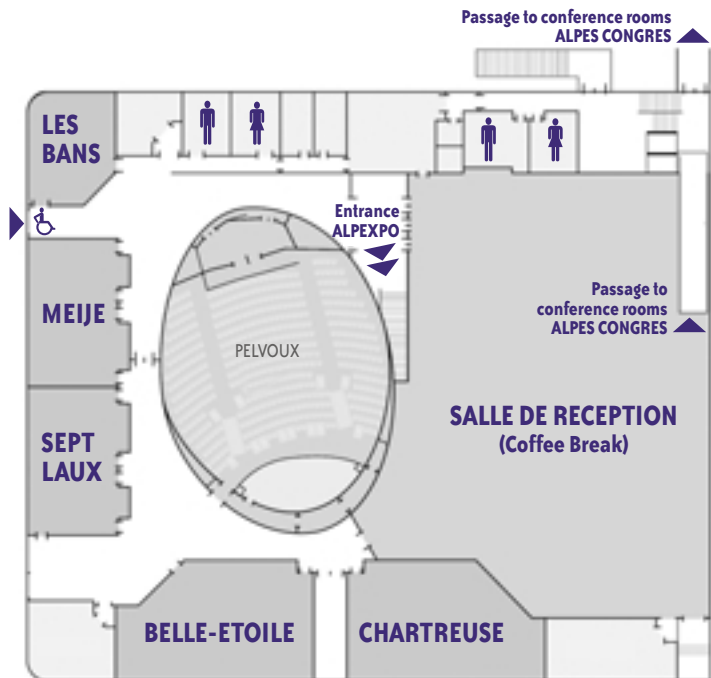 Passage to conference rooms
ALPES CONGRES
LES
BANS
Entrance
ALPEXPO
Passage to
conference rooms
ALPES CONGRES
MEIJE
PELVOUX
SALLE DE RECEPTION
(Coffee Break)
SEPT
LAUX
BELLE-ETOILE
CHARTREUSE